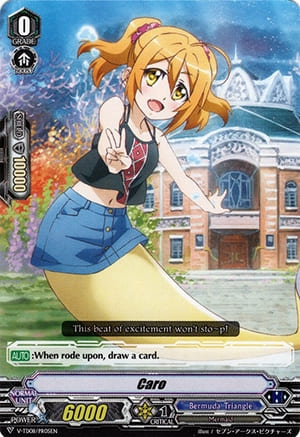 0
GRADE
BOOST
SHIELD 10000
This beat of excitement won't sto~p!
AUTO:When rode upon, draw a card.
NORMAL UNIT
Caro
POWER
6000
1
CRITICAL
Bermuda Triangle
Mermaid
V-TD08/PR05EN
Illust / セブン・アークス・ピクチャーズ